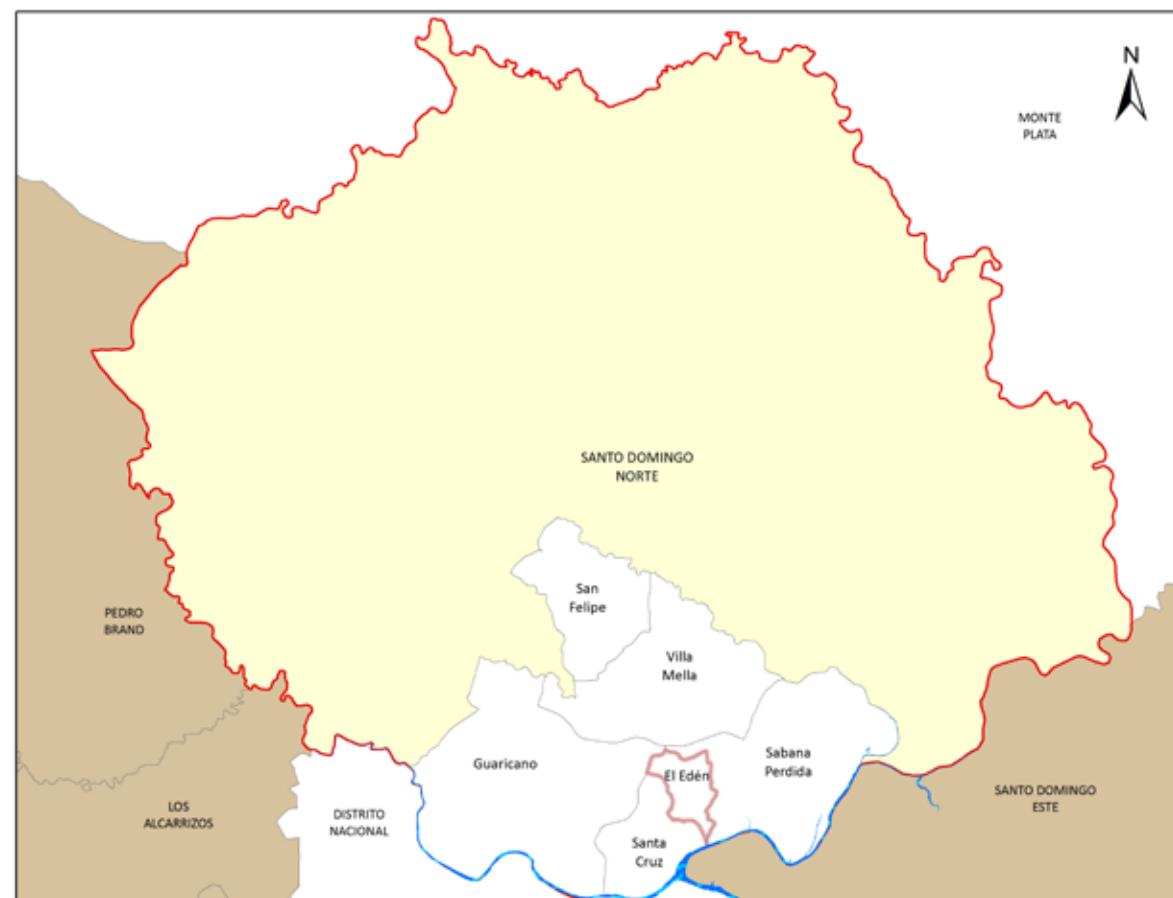 N
MONTE
PLATA
SANTO DOMINGO
NORTE
San
Felipe
PEDRO
BRAND
Villa
Mella
Guaricano
Sabana
Perdida
El Edén
LOS
ALCARRIZOS
DISTRITO
NACIONAL
SANTO DOMINGO
ESTE
Santa
Cruz